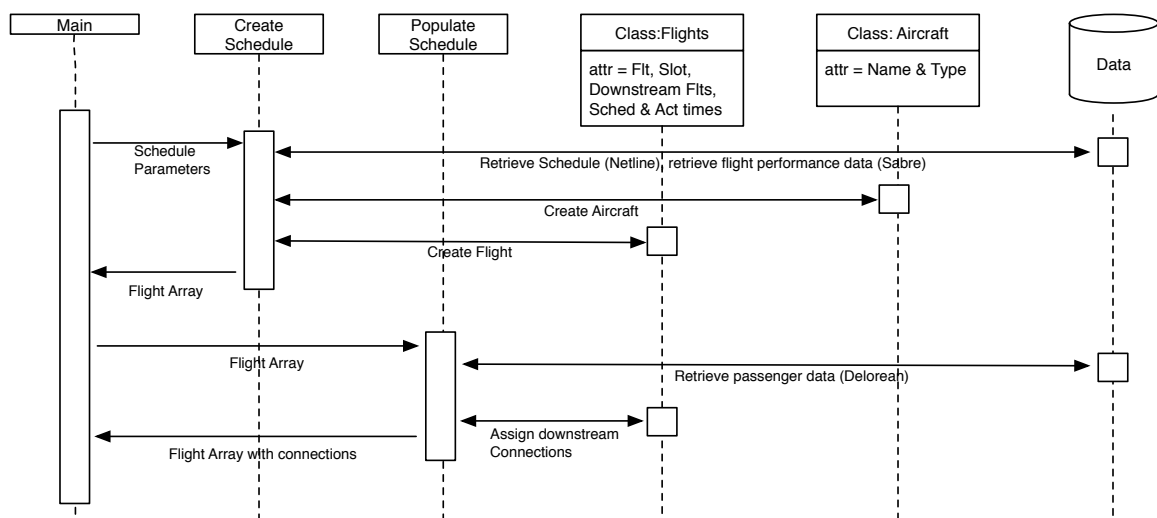 Main
Create
Schedule
Populate
Schedule
Class:Flights
attr = Flt, Slot,
Downstream Flts,
Sched & Act times
Class: Aircraft
attr = Name & Type
Data
Schedule
Parameters
Retrieve Schedule (Netline), retrieve flight performance data (Sabre)
Create Aircraft
Create Flight
Flight Array
Flight Array
Retrieve passenger data (Delorean)
Assign downstream
Connections
Flight Array with connections